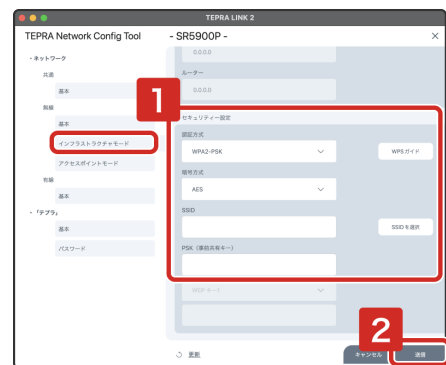 TEPRA LINK 2
TEPRA Network Config Tool
- SR5900P -
- ネットワーク
共通
基本
無線
基本
インフラストラクチャモード
アクセスポイントモード
有線
基本
- 「テプラ」
基本
パスワード
0.0.0.0
ルーター
0.0.0.0
1
セキュリティー設定
認証方式
WPA2-PSK
WPSガイド
暗号方式
AES
SSID
SSIDを選択
PSK（事前共有キー）
WEP キー1
2
更新
キャンセル
送信